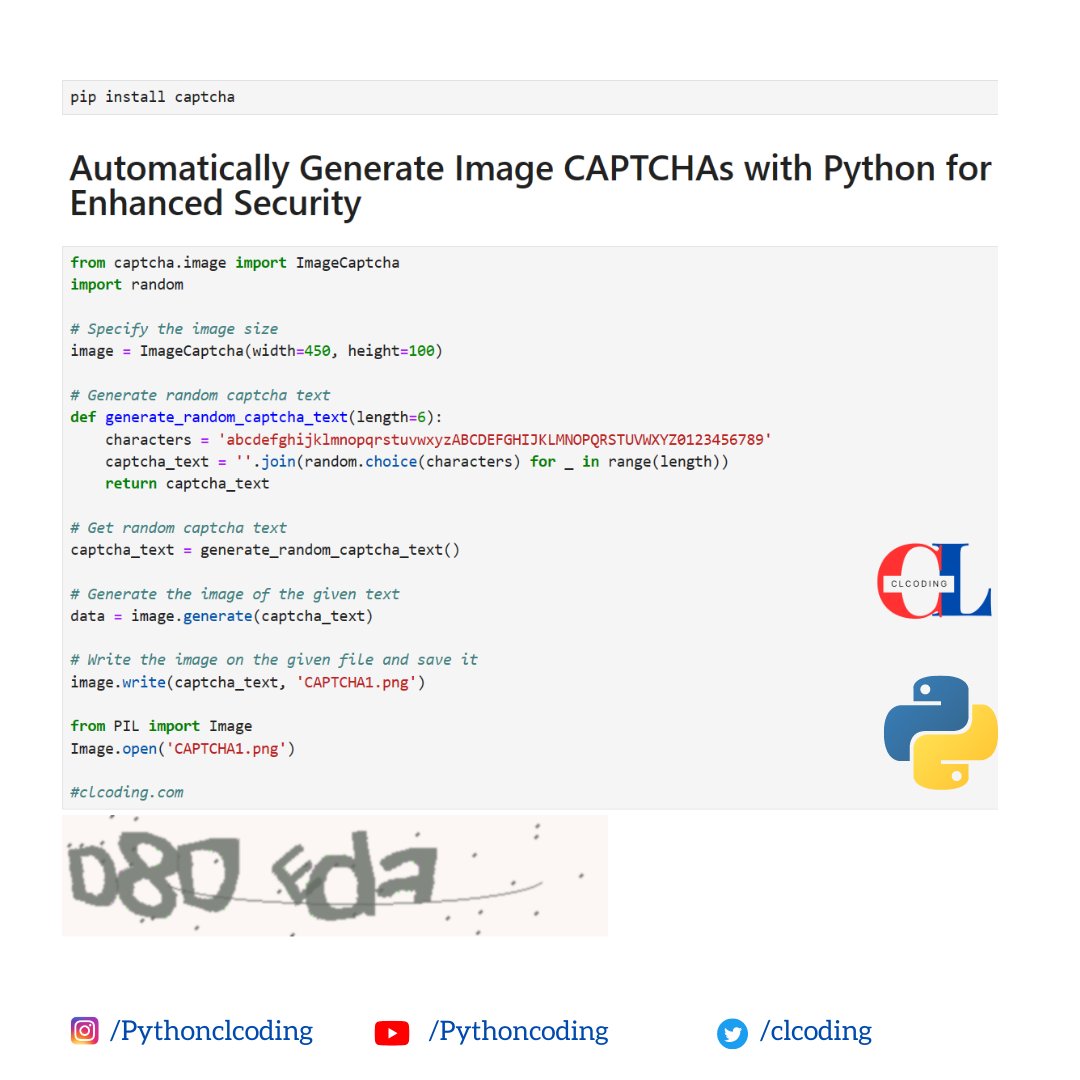 pip install captcha
Automatically Generate Image CAPTCHAs with Python for
Enhanced Security
from captcha.image import ImageCaptcha
import random
# Specify the image size
image = ImageCaptcha(width=450, height=100)
# Generate random captcha text
def generate_random_captcha_text(length=6):
    characters = 'abcdefghijklmnopqrstuvwxyzABCDEFGHIJKLMNOPQRSTUVWXYZ0123456789'
    captcha_text = ''.join(random.choice(characters) for _ in range(length))
    return captcha_text
# Get random captcha text
captcha_text = generate_random_captcha_text()
# Generate the image of the given text
data = image.generate(captcha_text)
# Write the image on the given file and save it
image.write(captcha_text, 'CAPTCHA1.png')
from PIL import Image
Image.open('CAPTCHA1.png')
#clcoding.com
CL
CLCODING
D8D Eda
/Pythonclcoding
/Pythoncoding
/clcoding